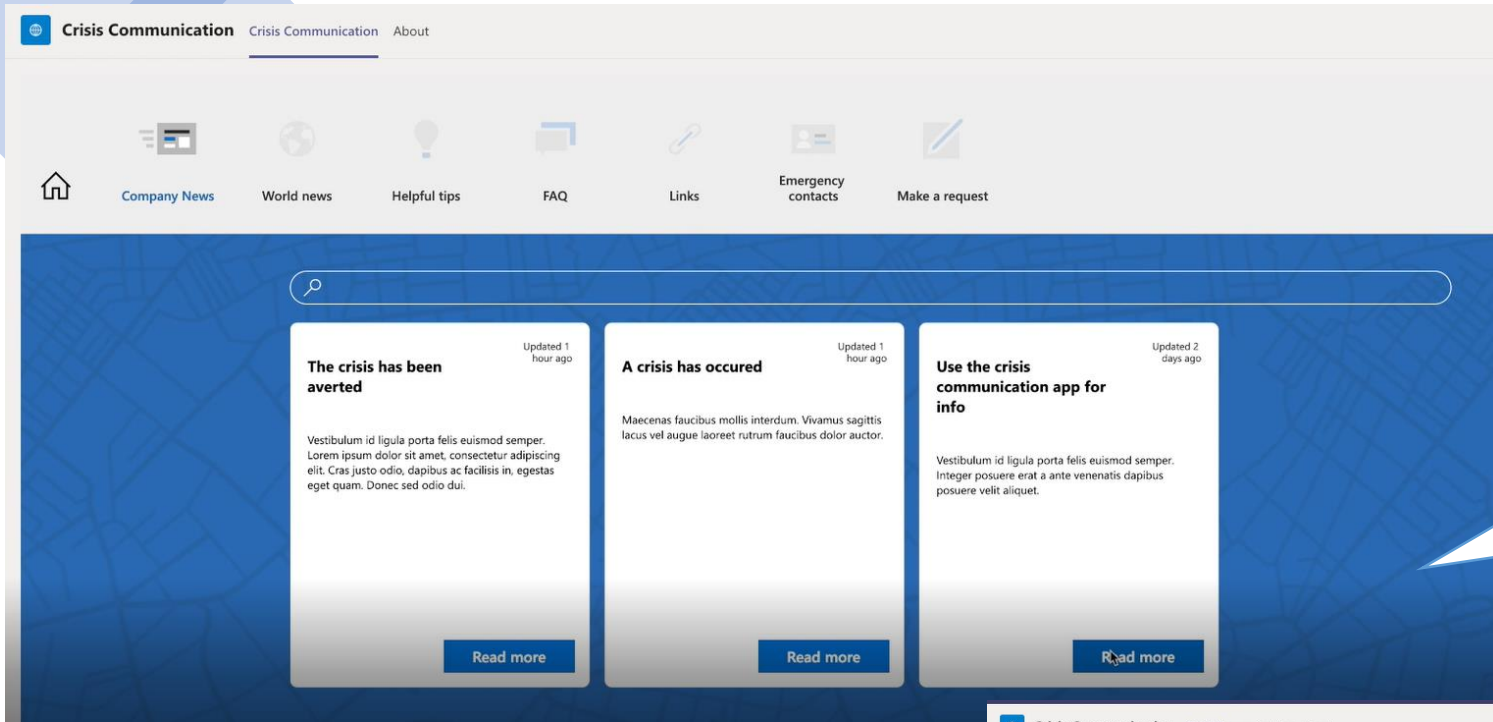 Crisis Communication Crisis Communication About
Company News World news Helpful tips FAQ Links Emergency contacts Make a request
The crisis has been
averted
Updated 1
hour ago
Vestibulum id ligula porta felis euismod semper.
Lorem ipsum dolor sit amet, consectetur adipiscing
elit. Cras justo odio, dapibus ac facilisis in, egestas
eget quam. Donec sed odio dui.
Read more
A crisis has occured
Updated 1
hour ago
Maecenas faucibus mollis interdum. Vivamus sagittis
lacus vel augue laoreet rutrum faucibus dolor auctor.
Read more
Use the crisis
communication app for
info
Updated 2
days ago
Vestibulum id ligula porta felis euismod semper.
Integer posuere erat a ante venenatis dapibus
posuere velit aliquet.
Read more